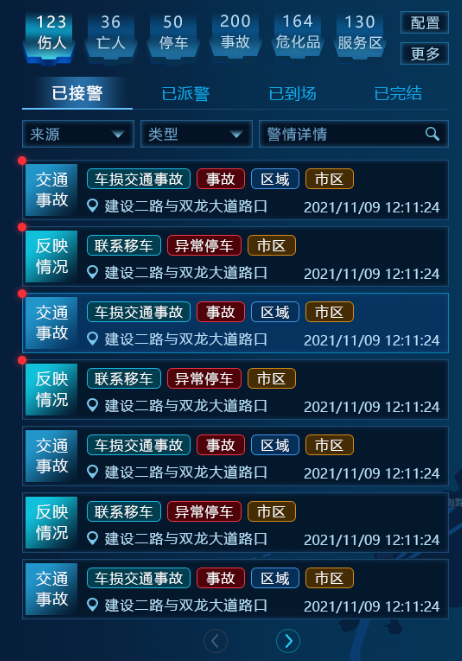 123 36 50 200 164 130 配置
伤人 亡人 停车 事故 危化品 服务区 更多
已接警 已派警 已到场 已完结
来源 类型 警情详情
交通事故 车损交通事故 事故 区域 市区
建设二路与双龙大道路口 2021/11/09 12:11:24
反映情况 联系移车 异常停车 市区
建设二路与双龙大道路口 2021/11/09 12:11:24
交通事故 车损交通事故 事故 区域 市区
建设二路与双龙大道路口 2021/11/09 12:11:24
反映情况 联系移车 异常停车 市区
建设二路与双龙大道路口 2021/11/09 12:11:24
交通事故 车损交通事故 事故 区域 市区
建设二路与双龙大道路口 2021/11/09 12:11:24
反映情况 联系移车 异常停车 市区
建设二路与双龙大道路口 2021/11/09 12:11:24
交通事故 车损交通事故 事故 区域 市区
建设二路与双龙大道路口 2021/11/09 12:11:24